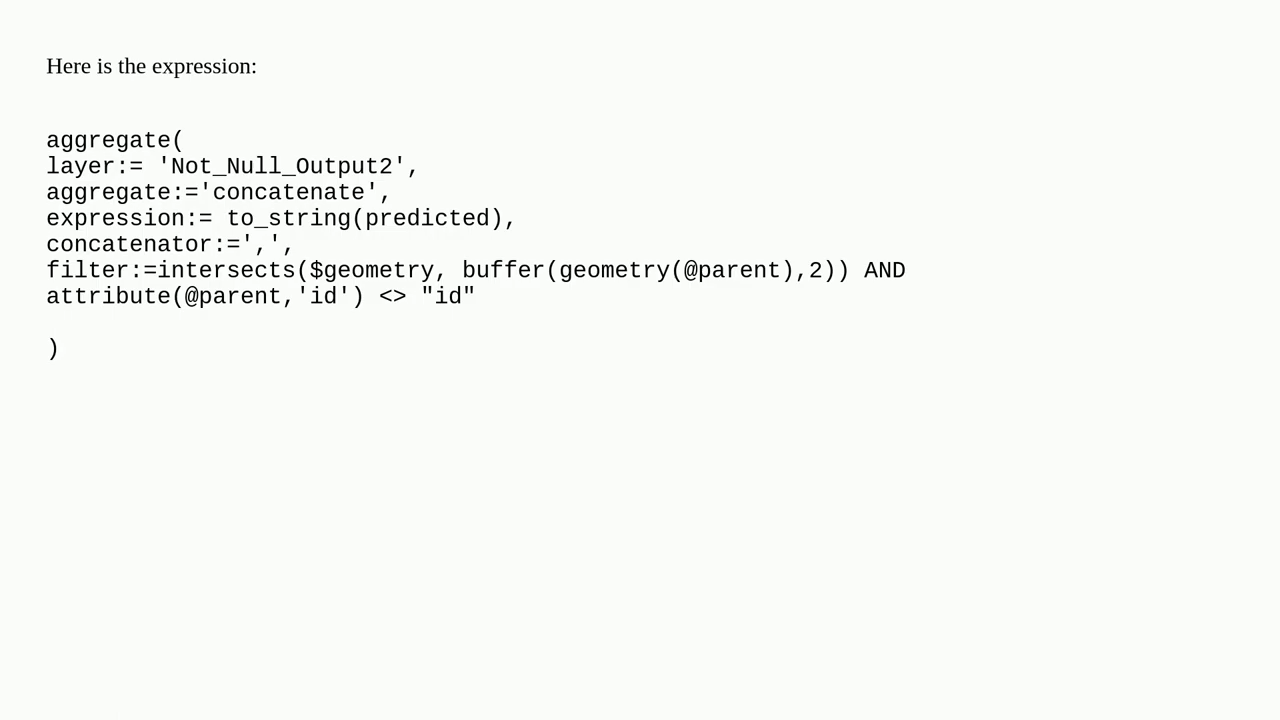 Here is the expression:
aggregate(
layer:= 'Not_Null_Output2',
aggregate:='concatenate',
expression:= to_string(predicted),
concatenator:=',',
filter:=intersects($geometry, buffer(geometry(@parent),2)) AND
attribute(@parent,'id') <> "id"
)